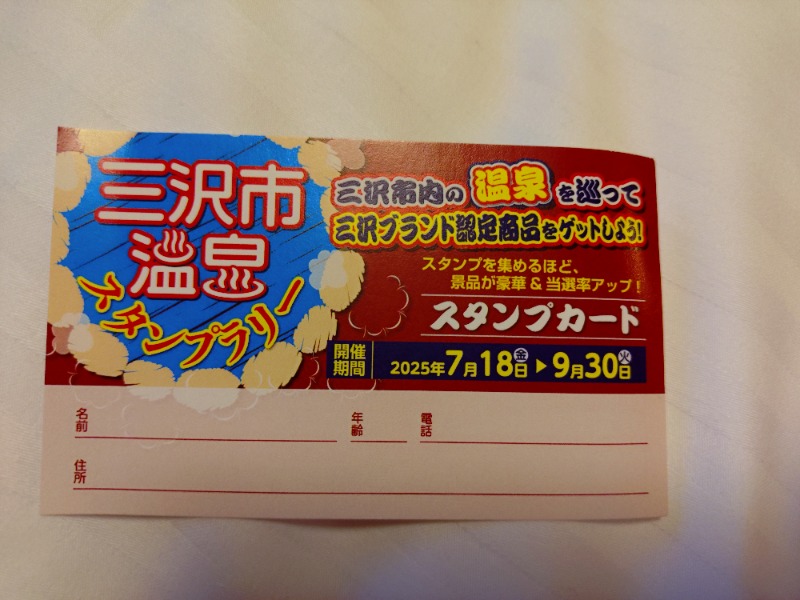 三沢市
温泉
スタンプラリー
三沢市内の温泉を巡って
三沢ブランド認定商品をゲットしよう!
スタンプを集めるほど、
景品が豪華&当選率アップ!
スタンプカード
開催
期間
2025年7月18日金▶9月30日火
名前
年齢
電話
住所